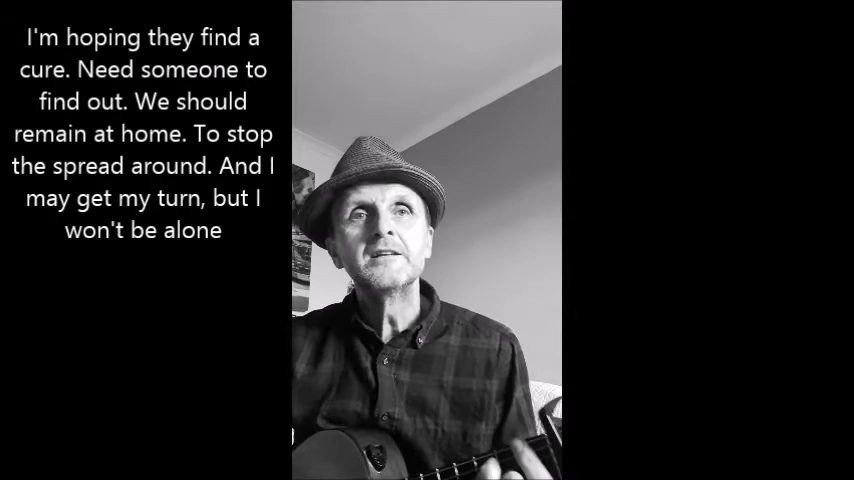 I'm hoping they find a
cure. Need someone to
find out. We should
remain at home. To stop
the spread around. And I
may get my turn, but I
won't be alone